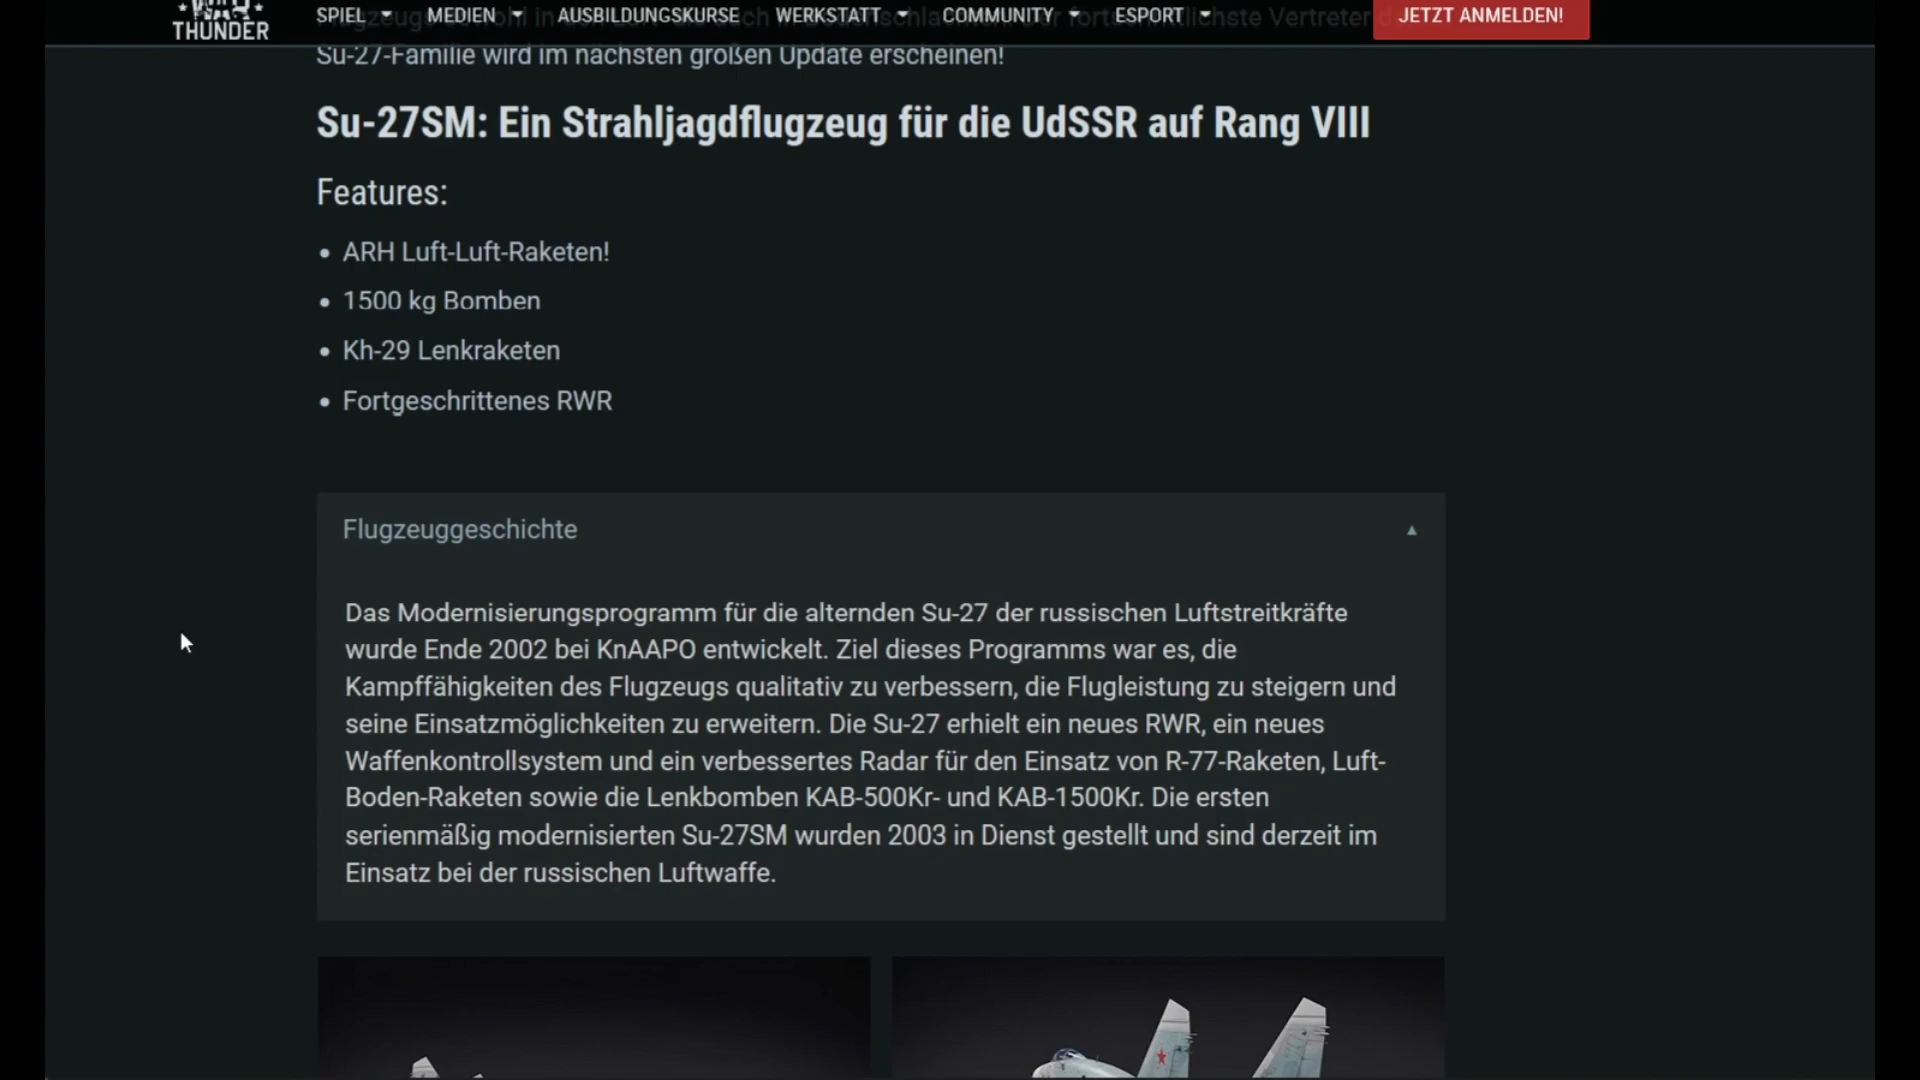 WAR
THUNDER
SPIEL
MEDIEN
AUSBILDUNGSKURSE
WERKSTATT
COMMUNITY
ESPORT
JETZT ANMELDEN!
Su-27-Familie wird im nächsten großen Update erscheinen!
Su-27SM: Ein Strahljagdflugzeug für die UdSSR auf Rang VIII
Features:
• ARH Luft-Luft-Raketen!
• 1500 kg Bomben
• Kh-29 Lenkraketen
• Fortgeschrittenes RWR
Flugzeuggeschichte
Das Modernisierungsprogramm für die alternden Su-27 der russischen Luftstreitkräfte
wurde Ende 2002 bei KnAAPO entwickelt. Ziel dieses Programms war es, die
Kampffähigkeiten des Flugzeugs qualitativ zu verbessern, die Flugleistung zu steigern und
seine Einsatzmöglichkeiten zu erweitern. Die Su-27 erhielt ein neues RWR, ein neues
Waffenkontrollsystem und ein verbessertes Radar für den Einsatz von R-77-Raketen, Luft-
Boden-Raketen sowie die Lenkbomben KAB-500Kr- und KAB-1500Kr. Die ersten
serienmäßig modernisierten Su-27SM wurden 2003 in Dienst gestellt und sind derzeit im
Einsatz bei der russischen Luftwaffe.